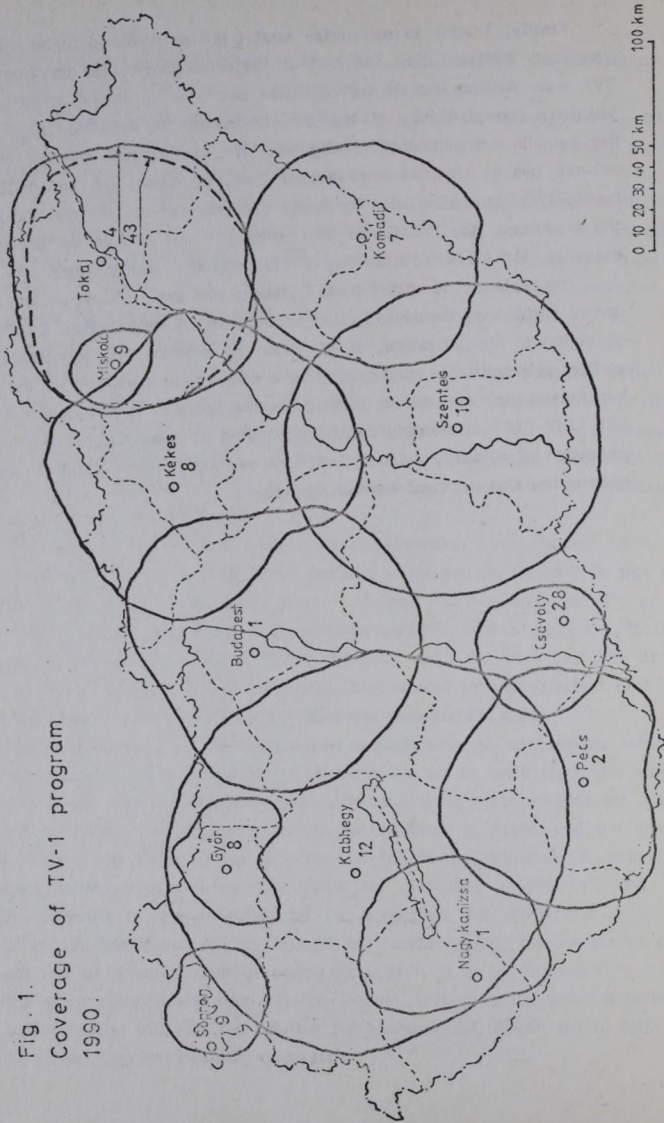 Fig. 1.
Coverage of TV-1 program
1990
Sopron
9
Győr
8
Kabhegy
12
Nagykanizsa
1
Pécs
2
Csávoly
28
Budapest
1
Kékes
8
Miskolc
9
Tokaj
4
43
Komádi
7
Szentes
10
0 10 20 30 40 50 km
100 km